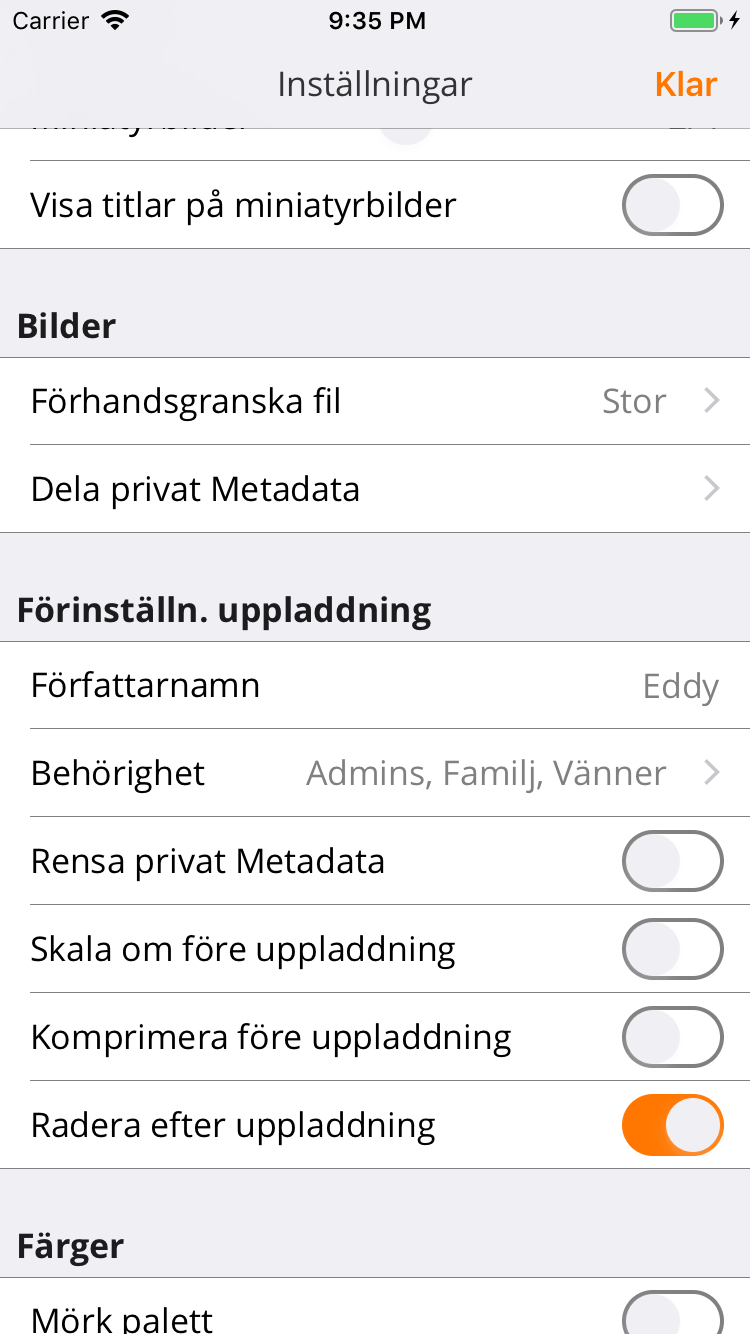 Carrier 9:35 PM
Inställningar Klar
Visa titlar på miniatyrbilder
Bilder
Förhandsgranska fil Stor
Dela privat Metadata
Förinställn. uppladdning
Författarnamn Eddy
Behörighet Admins, Familj, Vänner
Rensa privat Metadata
Skala om före uppladdning
Komprimera före uppladdning
Radera efter uppladdning
Färger
Mörk palett